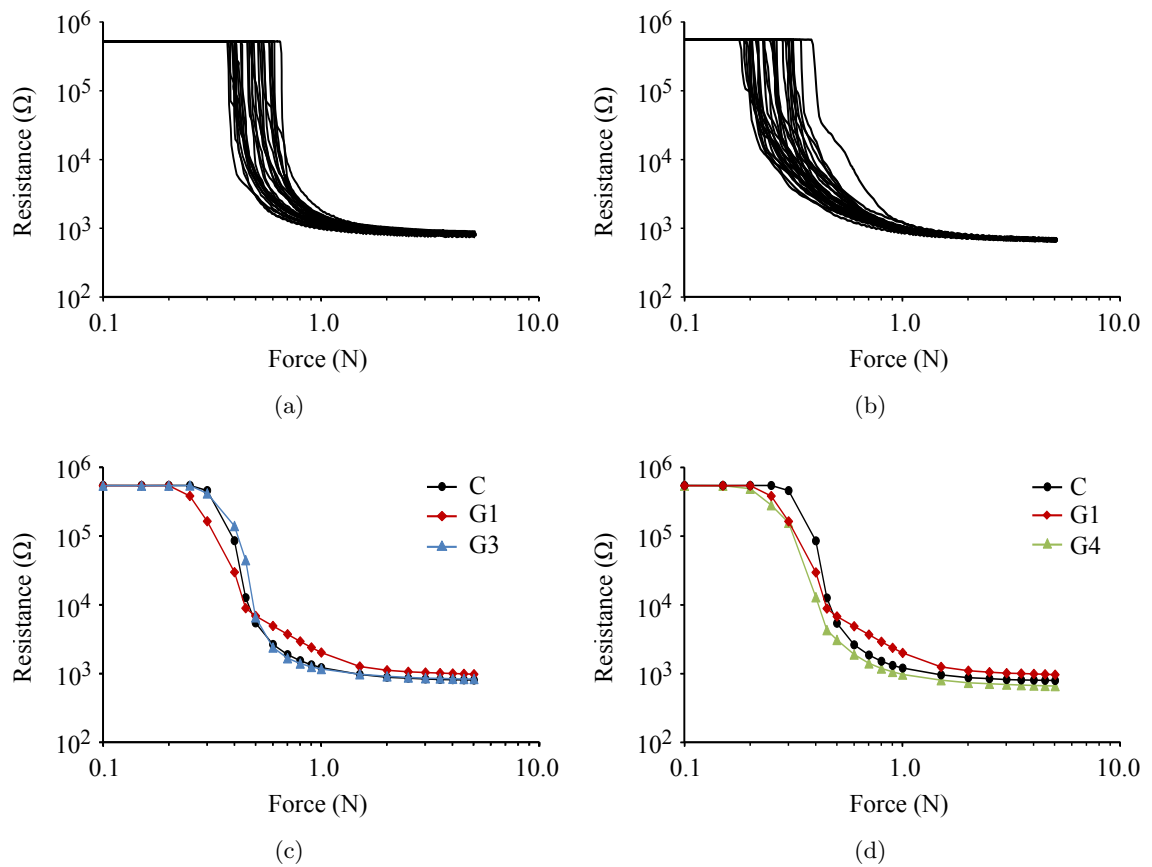 10^6
10^5
10^4
10^3
10^2
Resistance (Ω)
0.1
1.0
10.0
Force (N)
(a)
10^6
10^5
10^4
10^3
10^2
Resistance (Ω)
0.1
1.0
10.0
Force (N)
(b)
10^6
10^5
10^4
10^3
10^2
Resistance (Ω)
C
G1
G3
0.1
1.0
10.0
Force (N)
(c)
10^6
10^5
10^4
10^3
10^2
Resistance (Ω)
C
G1
G4
0.1
1.0
10.0
Force (N)
(d)